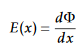 E(x) = dΦ/dx